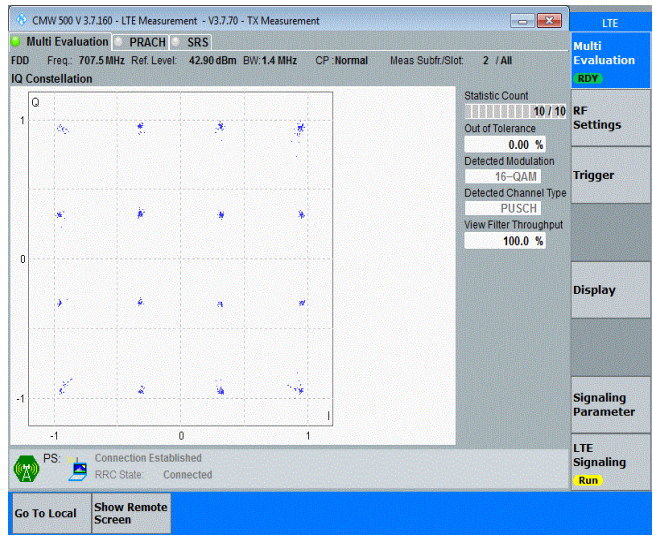 CMW 500 V 3.7.160 - LTE Measurement - V3.7.70 - TX Measurement
LTE
Multi Evaluation PRACH SRS
FDD Freq.: 707.5 MHz Ref. Level: 42.90 dBm BW: 1.4 MHz CP : Normal Meas Subfr./Slot: 2 / All
IQ Constellation
Q
1
0
-1
-1 0 1
I
Statistic Count
10 / 10
Out of Tolerance
0.00 %
Detected Modulation
16-QAM
Detected Channel Type
PUSCH
View Filter Throughput
100.0 %
Multi
Evaluation
RDY
RF
Settings
Trigger
Display
Signaling
Parameter
LTE
Signaling
Run
PS: Connection Established
RRC State: Connected
Go To Local
Show Remote
Screen